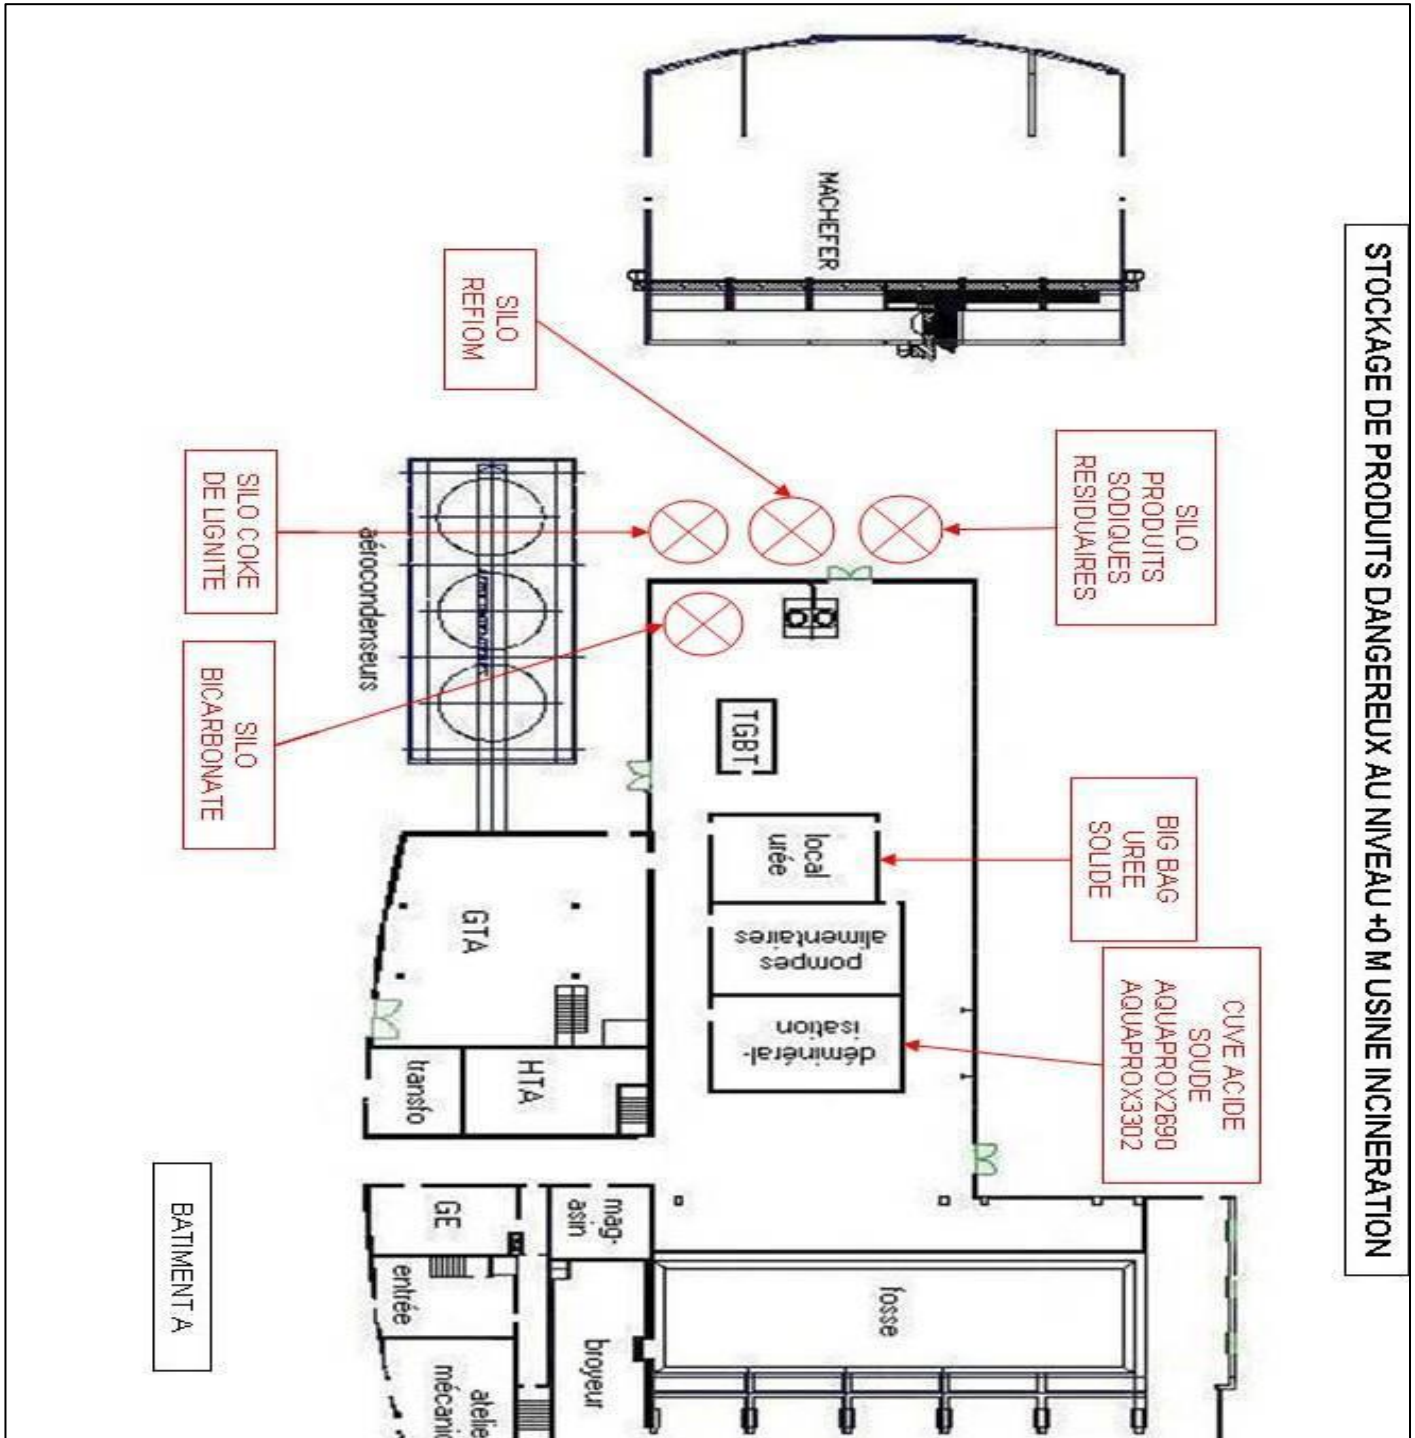 STOCKAGE DE PRODUITS DANGEREUX AU NIVEAU +0 M USINE INCINERATION
MACHEFER
SILO
REFIOM
SILO
PRODUITS
SODIQUES
RESIDUAIRES
SILO COKE
DE LIGNITE
aérocondenseurs
SILO
BICARBONATE
TGBT
BIG BAG
UREE
SOLIDE
local
urée
pompes
alimentaires
déminéral-
isation
CUVE ACIDE
SOUDE
AQUAPROX2690
AQUAPROX3302
GTA
HTA
transfo
GE
mag-
asin
entrée
broyeur
fosse
atelie
mécanic
BATIMENT A